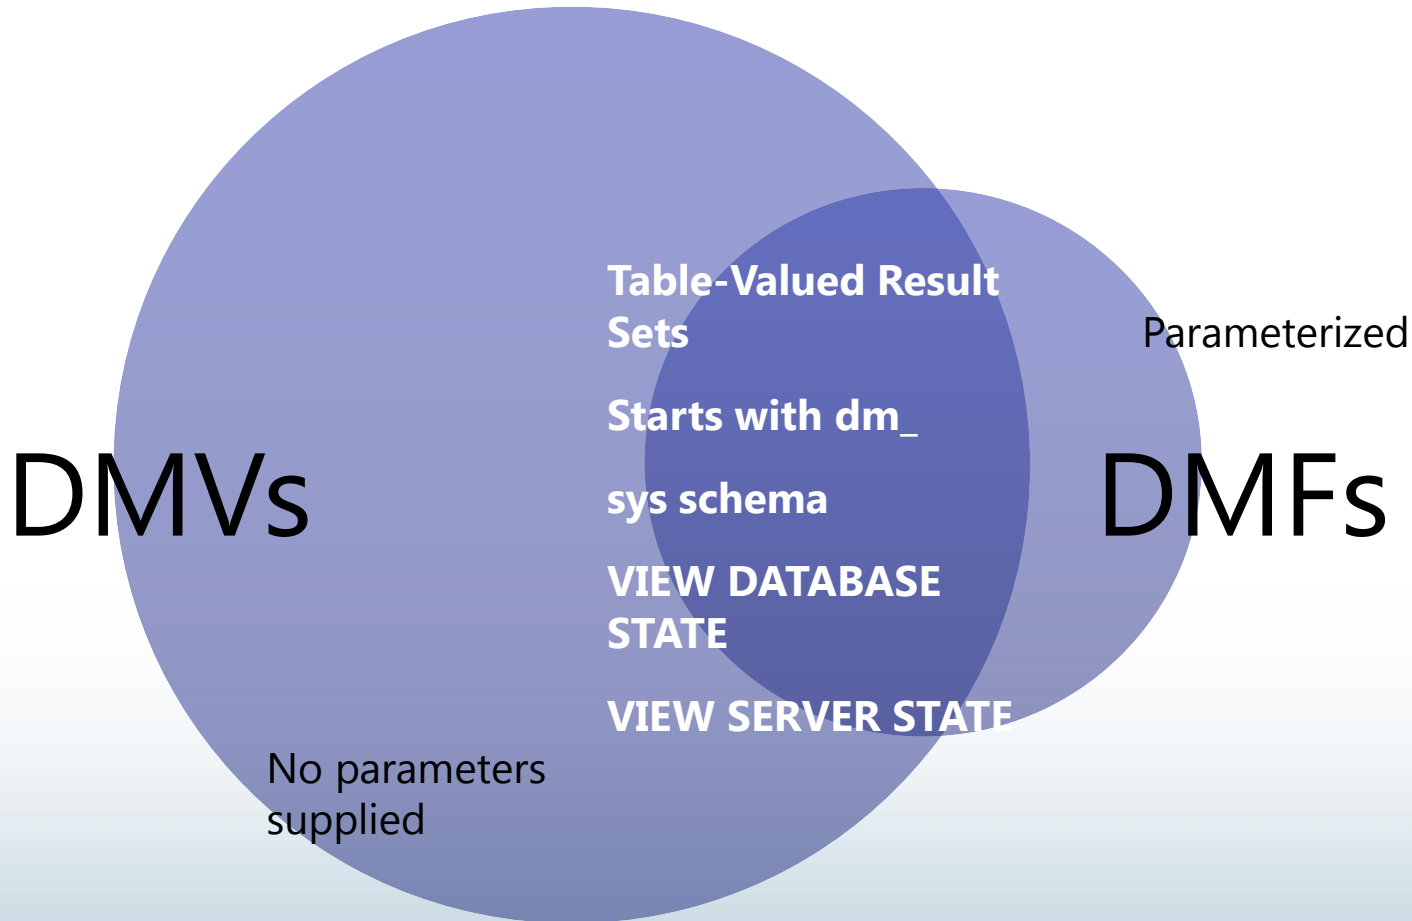 DMVs
No parameters
supplied
Table-Valued Result
Sets
Starts with dm_
sys schema
VIEW DATABASE
STATE
VIEW SERVER STATE
Parameterized
DMFs